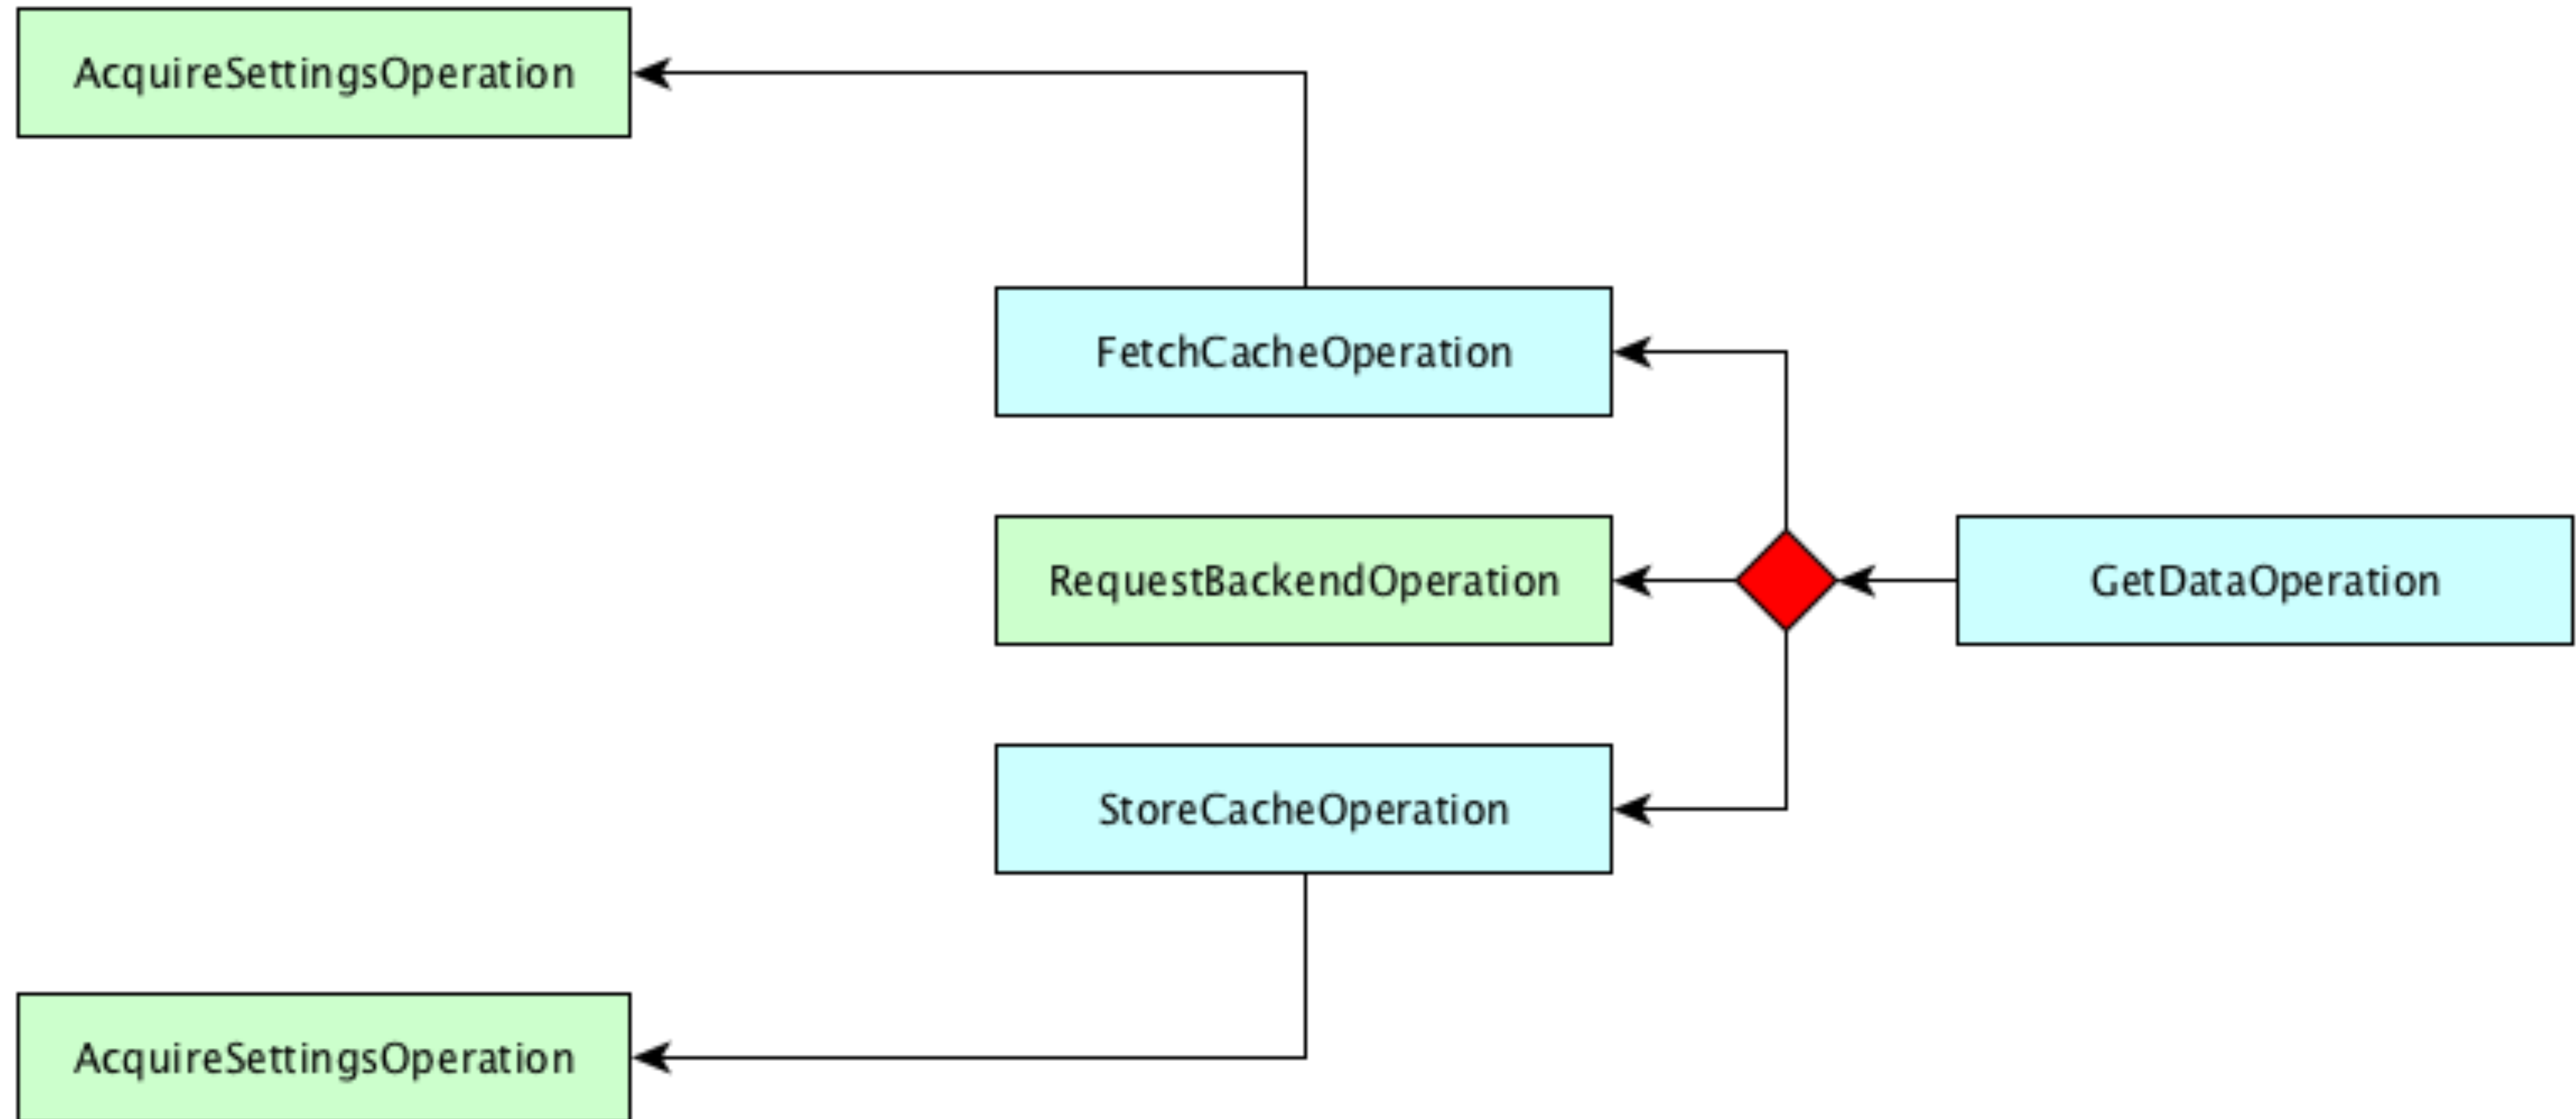 AcquireSettingsOperation
FetchCacheOperation
RequestBackendOperation
GetDataOperation
StoreCacheOperation
AcquireSettingsOperation